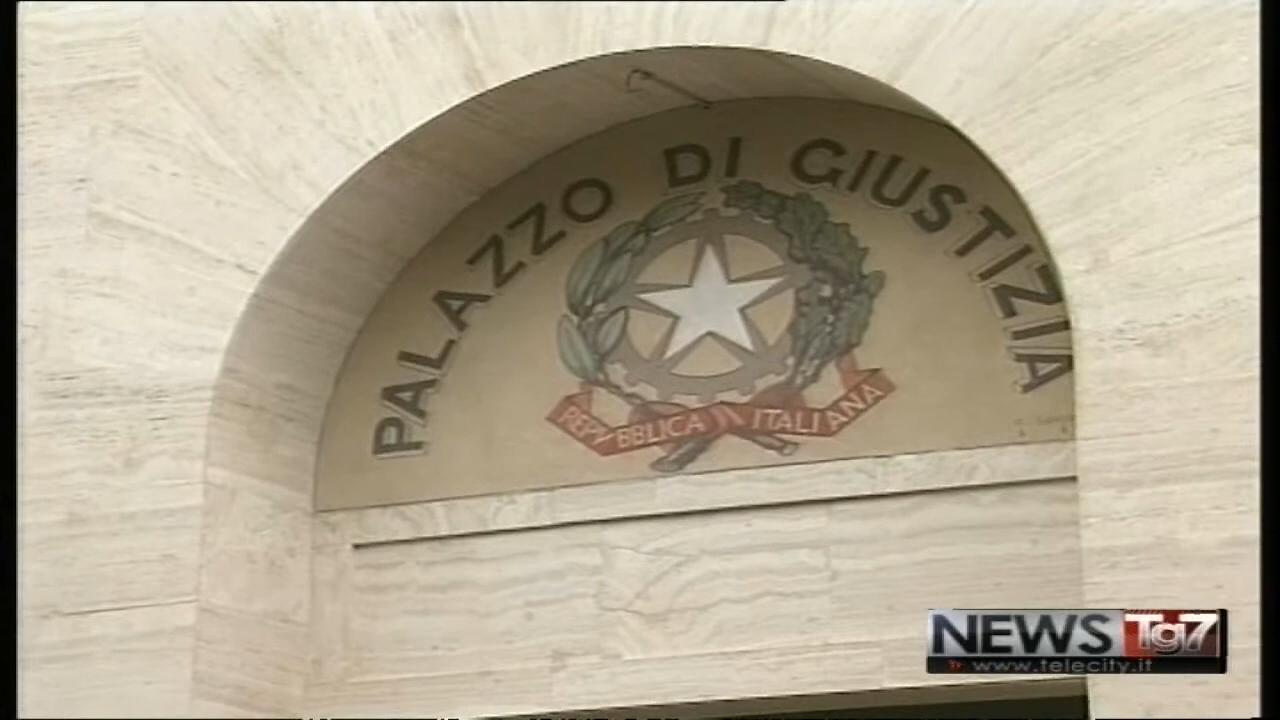 PALAZZO DI GIUSTIZIA
REPUBBLICA ITALIANA
NEWS Tg7
www.telecity.it